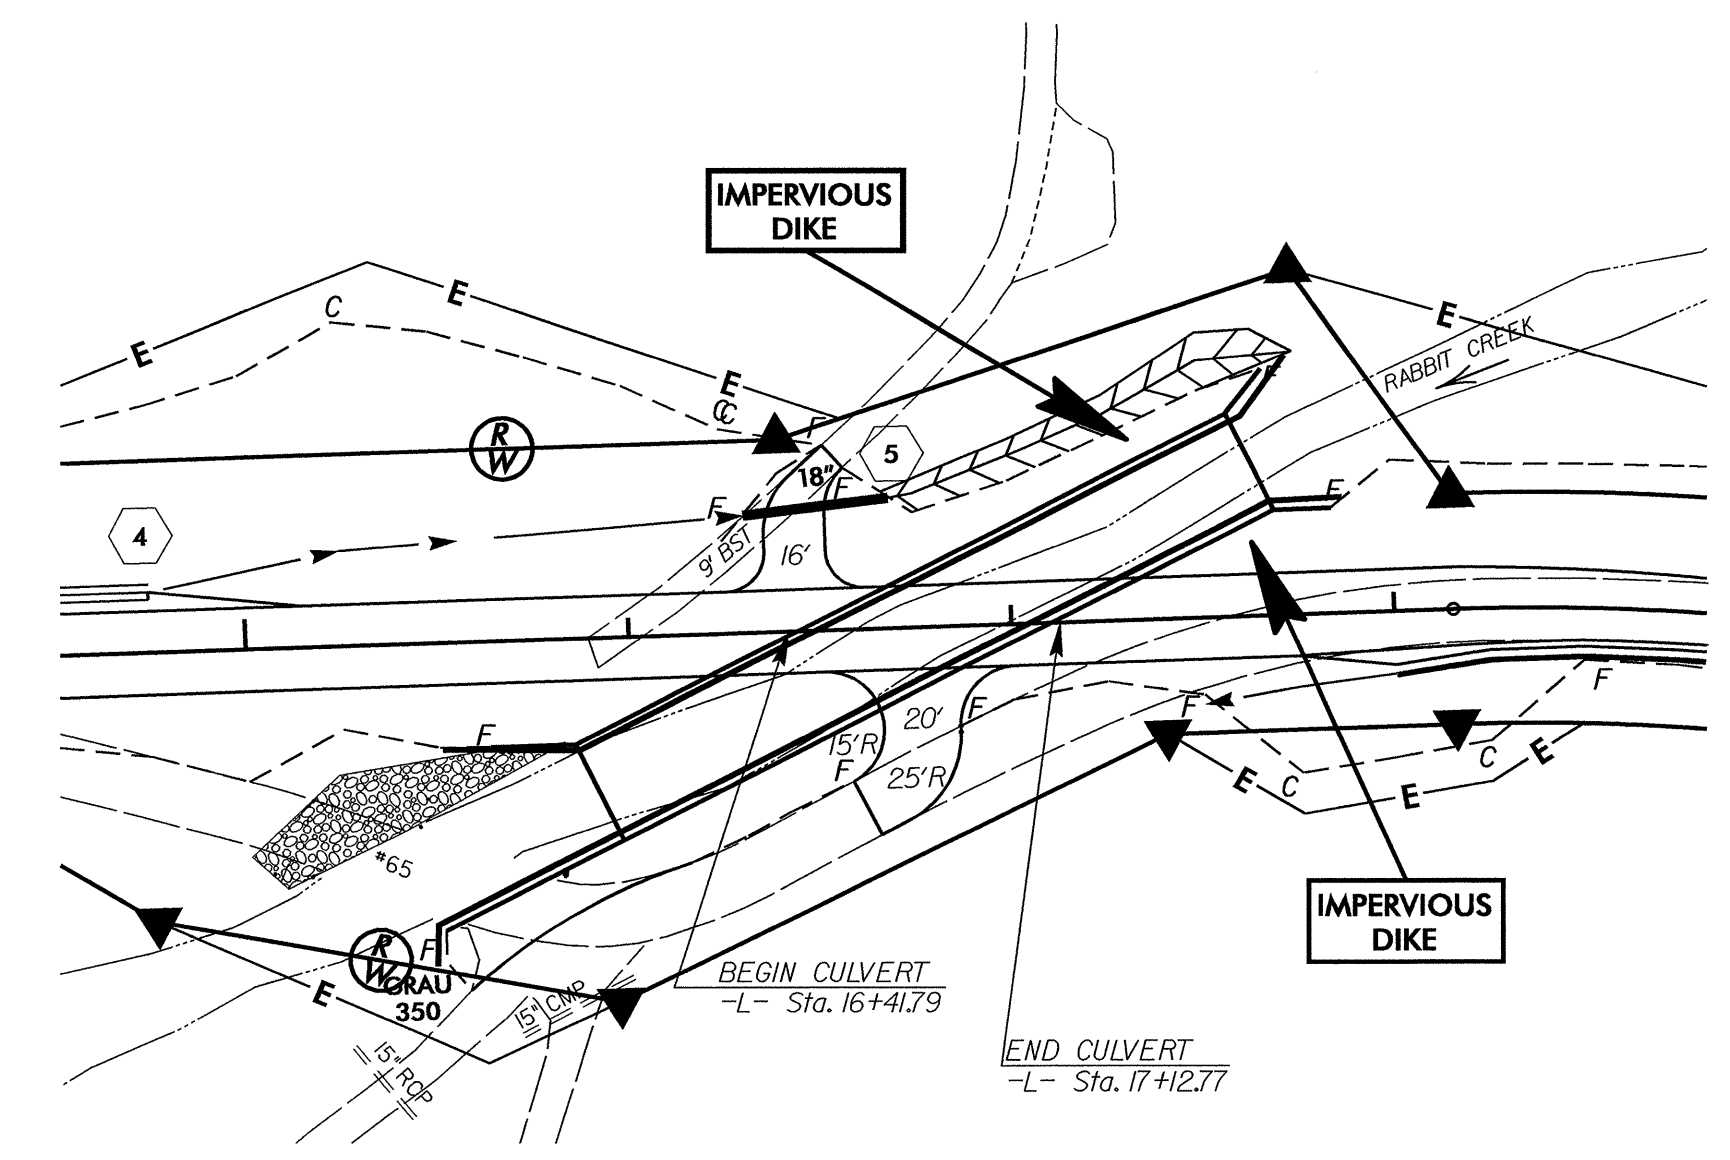 IMPERVIOUS
DIKE
E
C
E
E
E
CC
F
R
W
RABBIT CREEK
5
18"
F
F
E
F
4
9' BST
16'
F
20'
F
F
F
15'R
F
25'R
E
C
C
E
E
#65
IMPERVIOUS
DIKE
R
W
F
GRAU
350
E
15" CMP
15" RCP
BEGIN CULVERT
-L- Sta. 16+41.79
END CULVERT
-L- Sta. 17+12.77